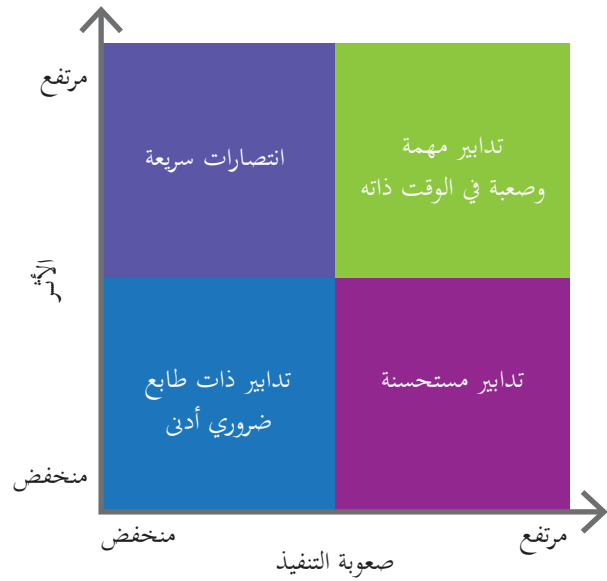 مرتفع
انتصارات سريعة
تدابير مهمة
وصعبة في الوقت ذاته
الأثر
تدابير ذات طابع
ضروري أدنى
تدابير مستحسنة
منخفض
منخفض
مرتفع
صعوبة التنفيذ